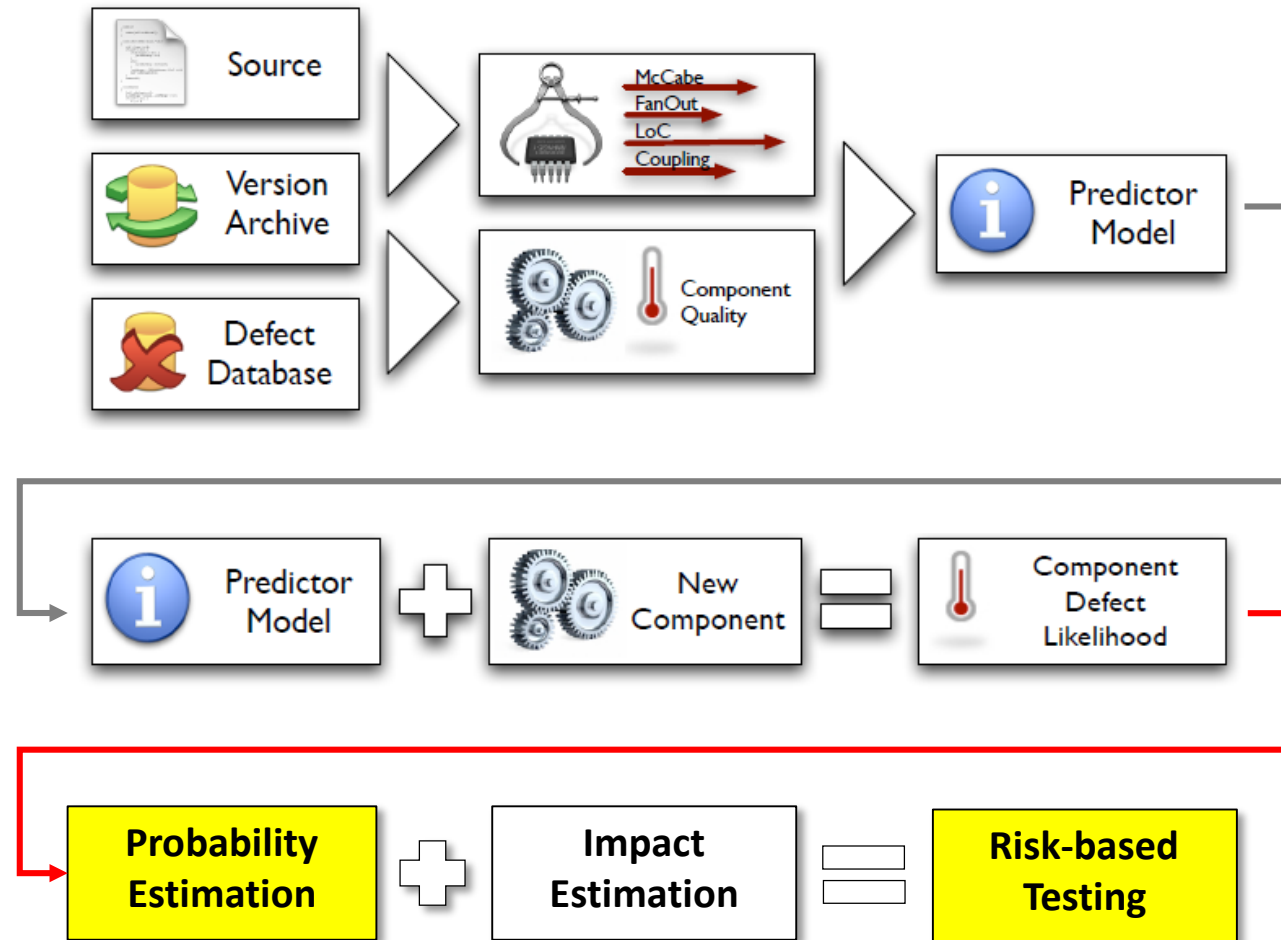 Source
McCabe
FanOut
LoC
Coupling
Version
Archive
Predictor
Model
Component
Quality
Defect
Database
Predictor
Model
New
Component
Component
Defect
Likelihood
Probability
Estimation
Impact
Estimation
Risk-based
Testing